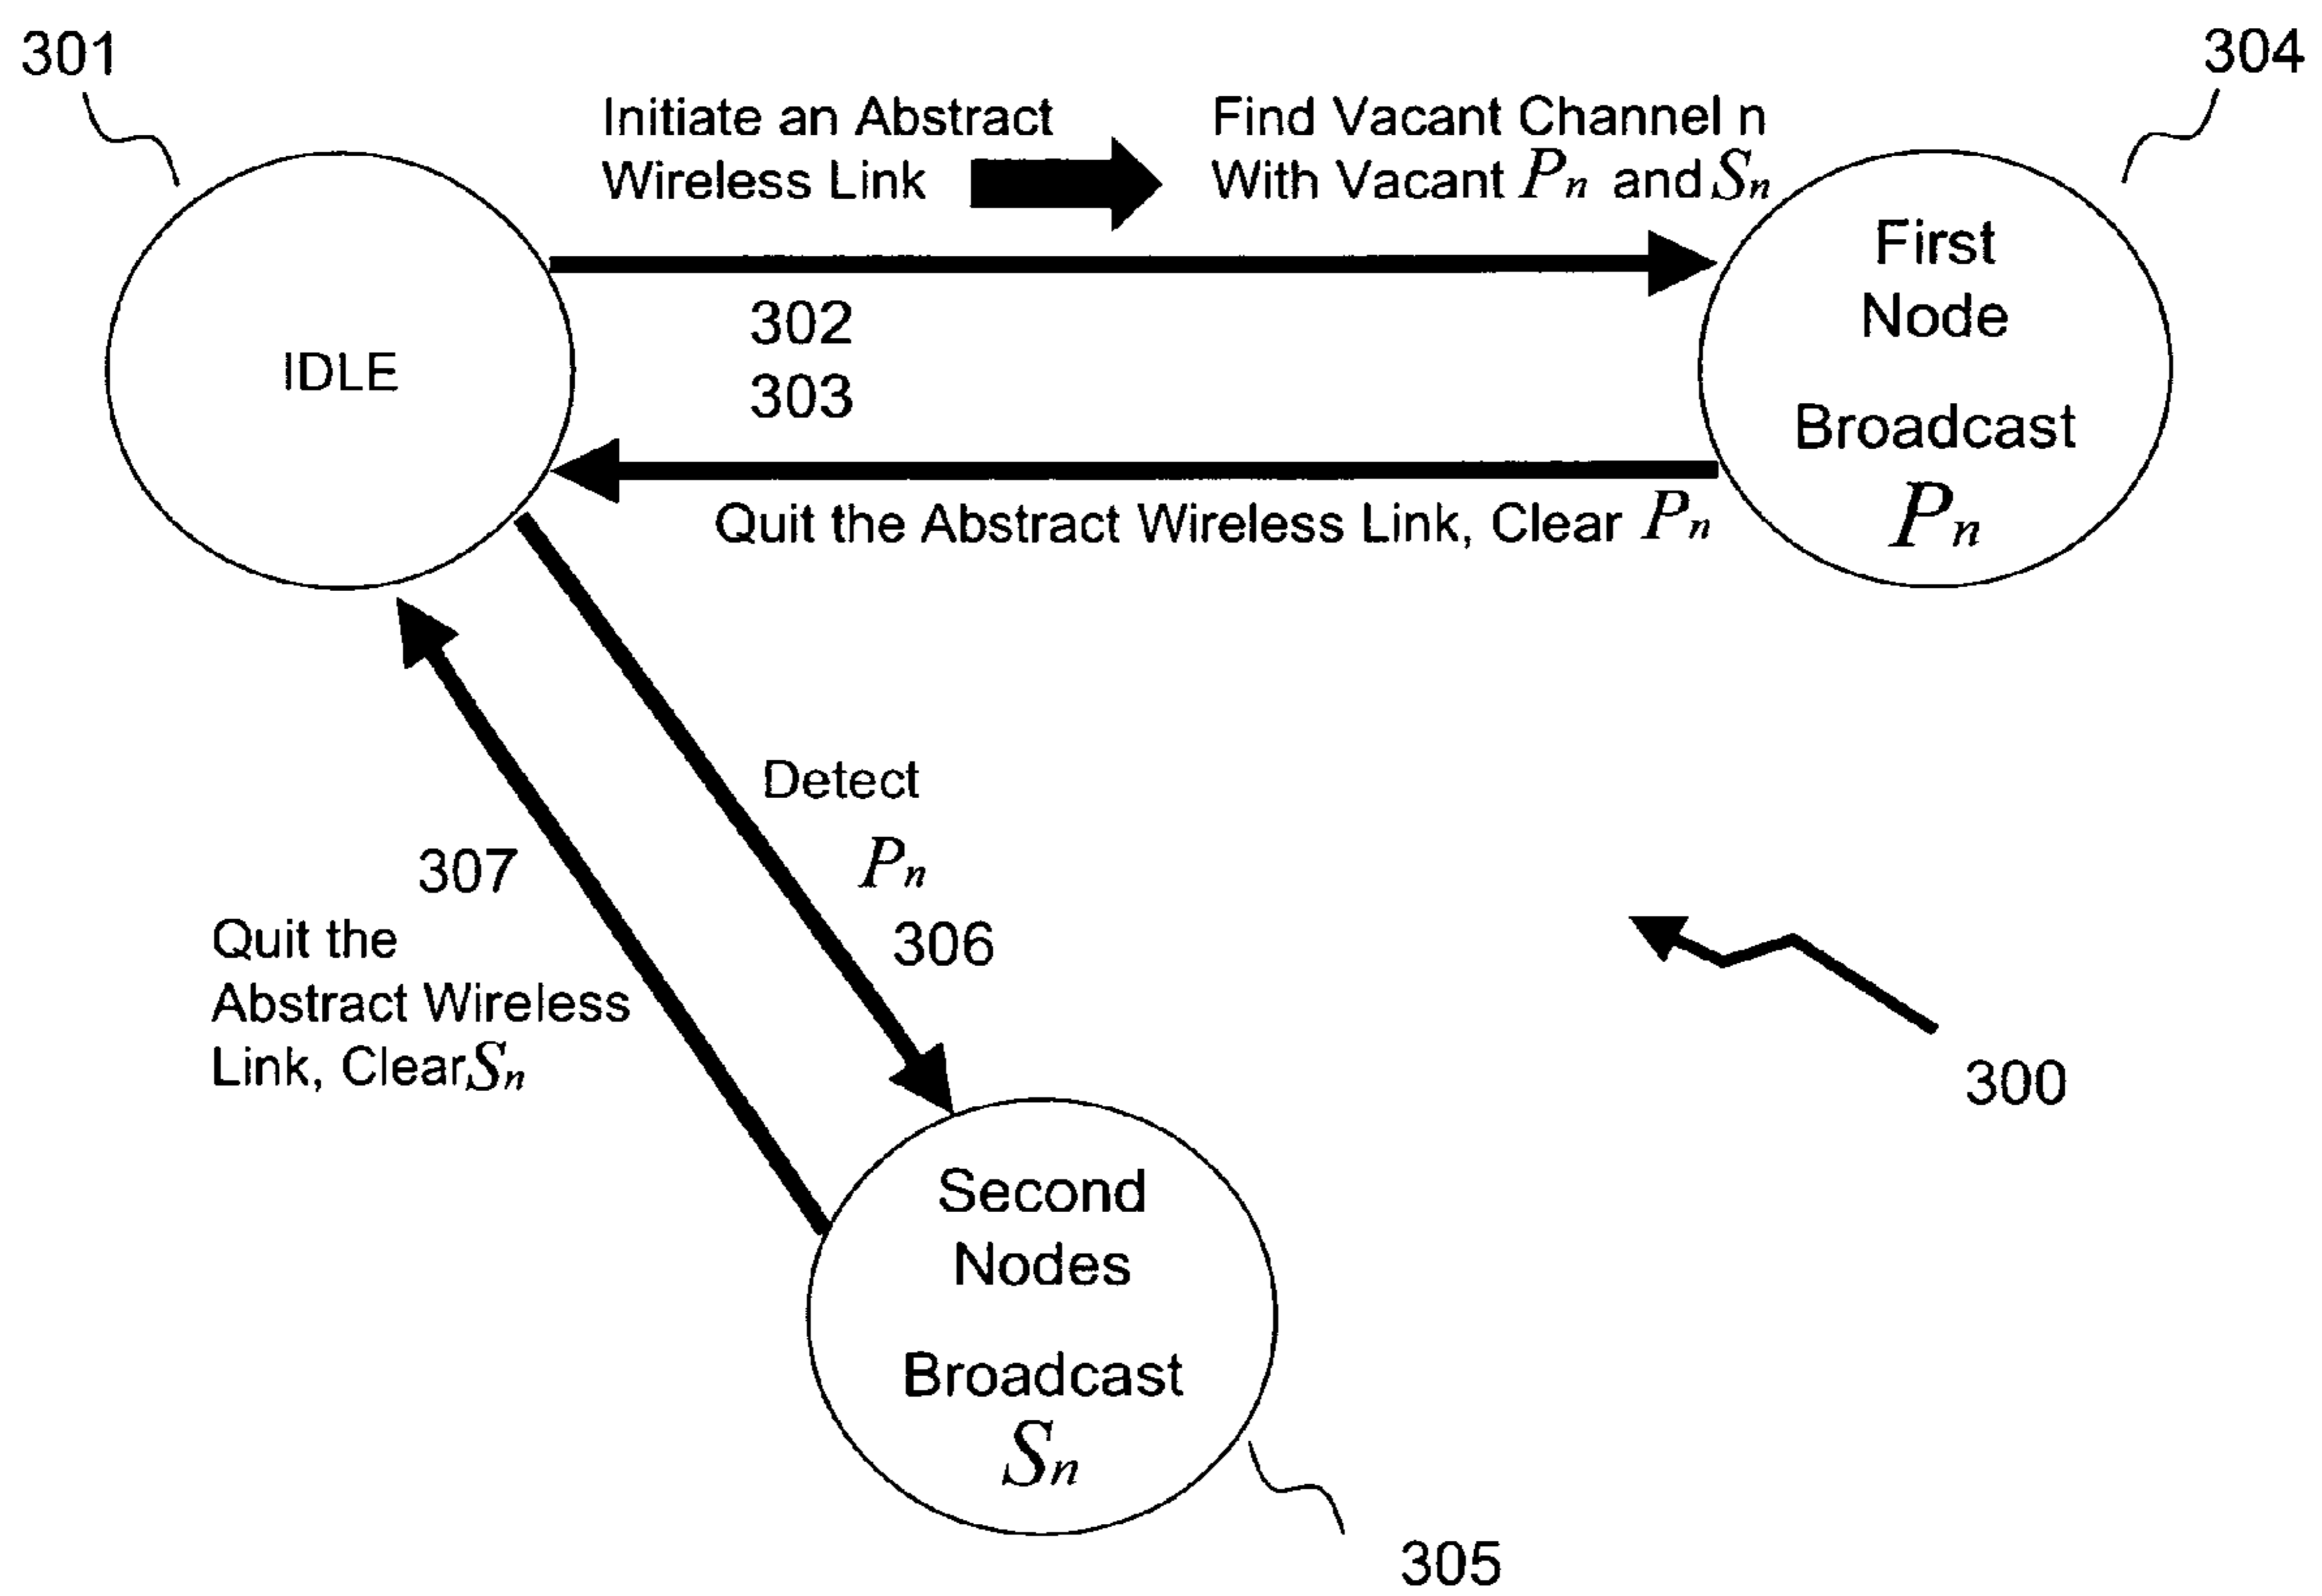 301
304
Initiate an Abstract
Wireless Link
Find Vacant Channel n
With Vacant Pn and Sn
302
303
IDLE
First
Node
Broadcast
Pn
Quit the Abstract Wireless Link, Clear Pn
Detect
Pn
306
307
Quit the
Abstract Wireless
Link, Clear Sn
300
Second
Nodes
Broadcast
Sn
305